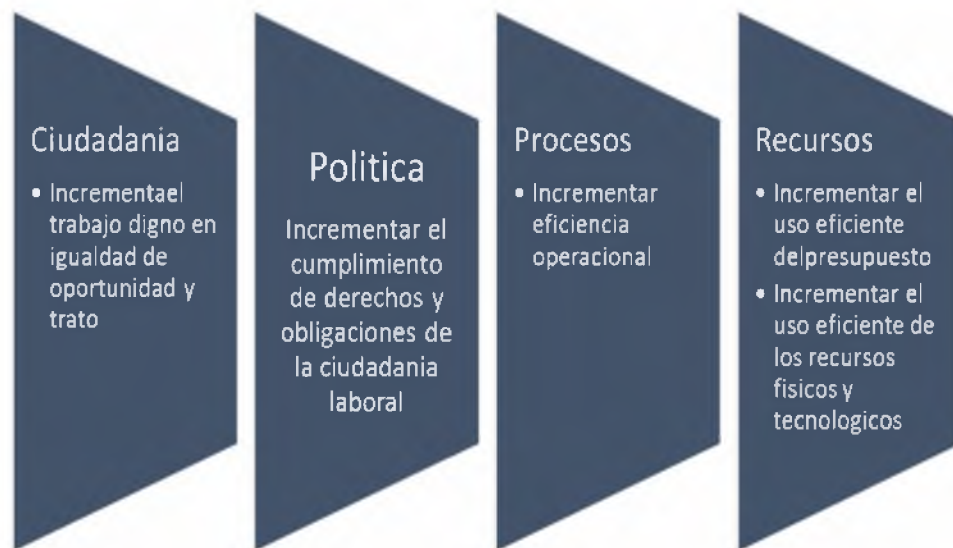 Ciudadania
• Incrementael
trabajo digno en
igualdad de
oportunidad y
trato
Politica
Incrementar el
cumplimiento
de derechos y
obligaciones de
la ciudadania
laboral
Procesos
• Incrementar
eficiencia
operacional
Recursos
• Incrementar el
uso eficiente
delpresupuesto
• Incrementar el
uso eficiente de
los recursos
fisicos y
tecnologicos